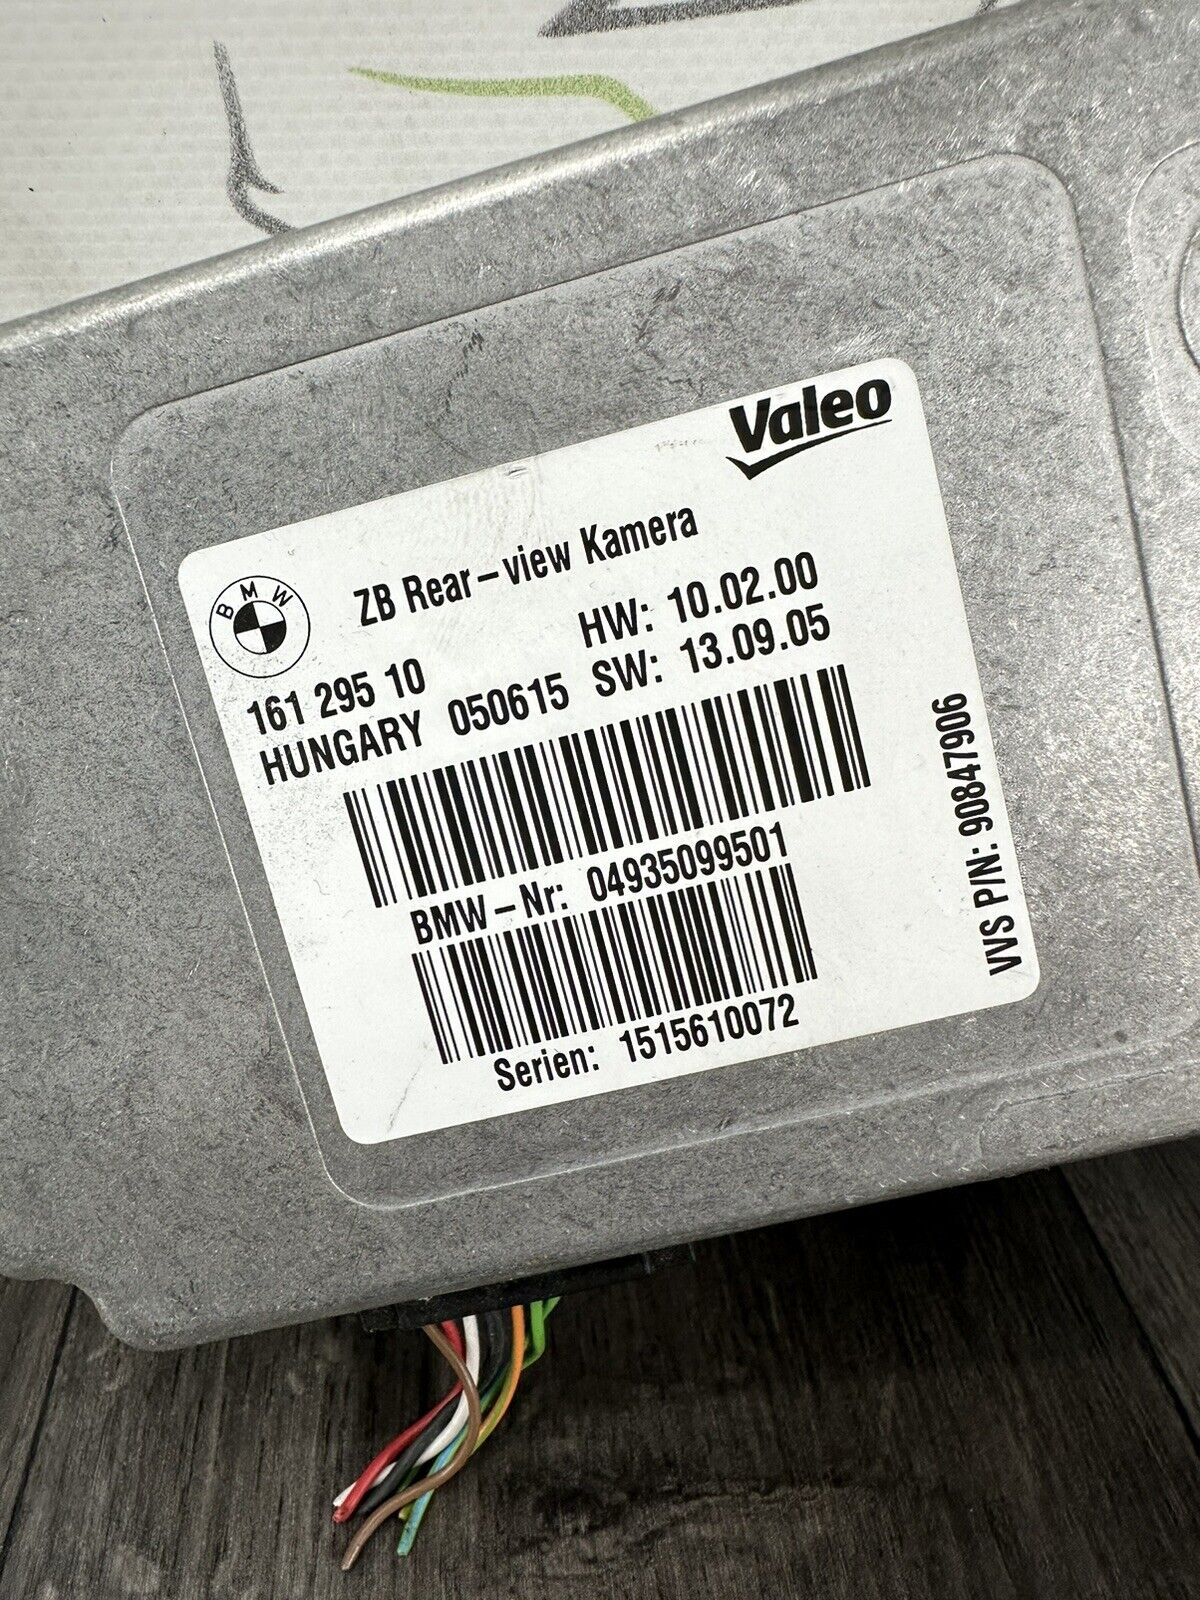 Valeo
ZB Rear-view Kamera
BMW
161 295 10
HW: 10.02.00
HUNGARY 050615 SW: 13.09.05
BMW-Nr: 04935099501
Serien: 1515610072
VVS P/N: 90847906